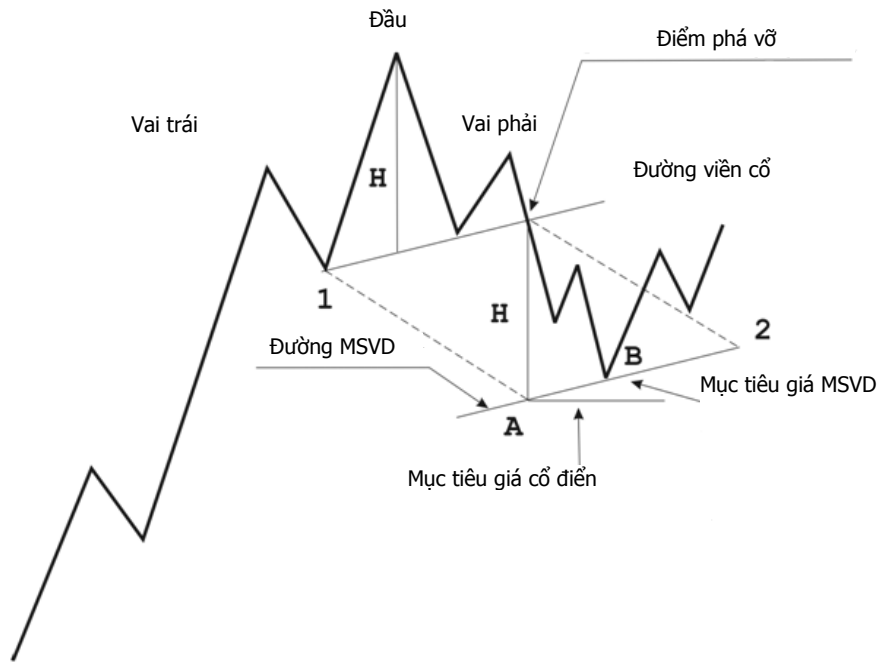 Đầu
Điểm phá vỡ
Vai trái
Vai phải
Đường viền cổ
H
1
H
2
Đường MSVD
B
Mục tiêu giá MSVD
A
Mục tiêu giá cổ điển